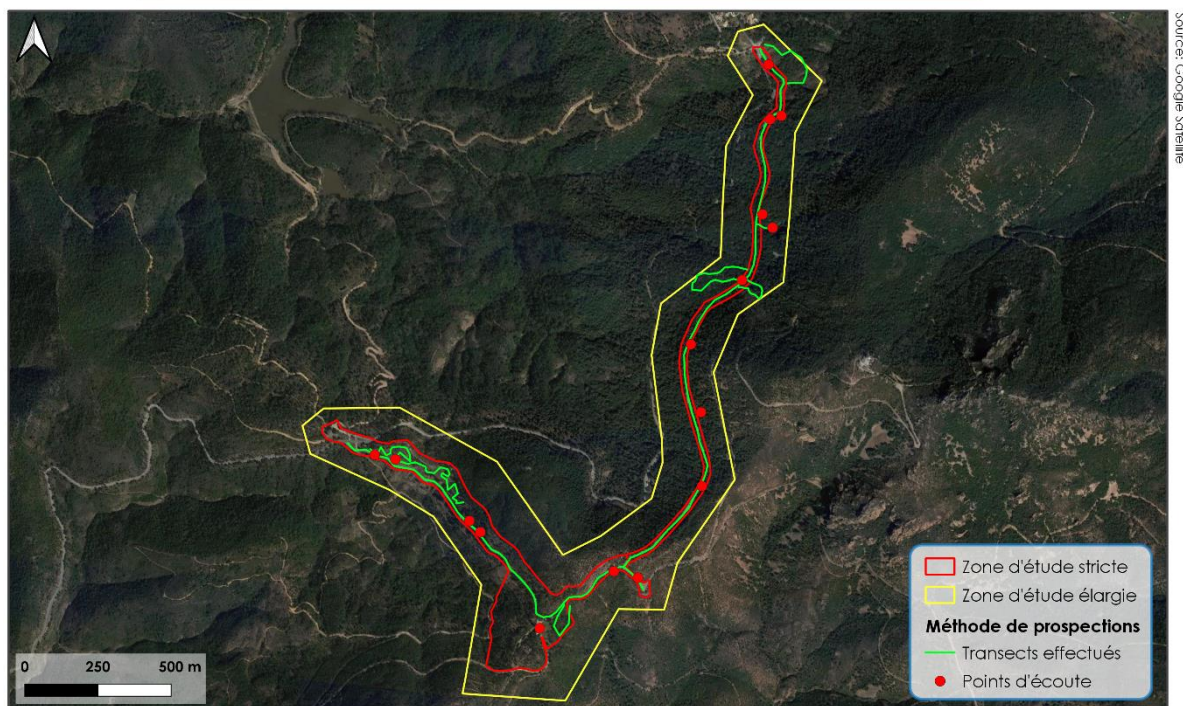 Source: Google Satellite
0 250 500 m
Zone d'étude stricte
Zone d'étude élargie
Méthode de prospections
Transects effectués
Points d'écoute